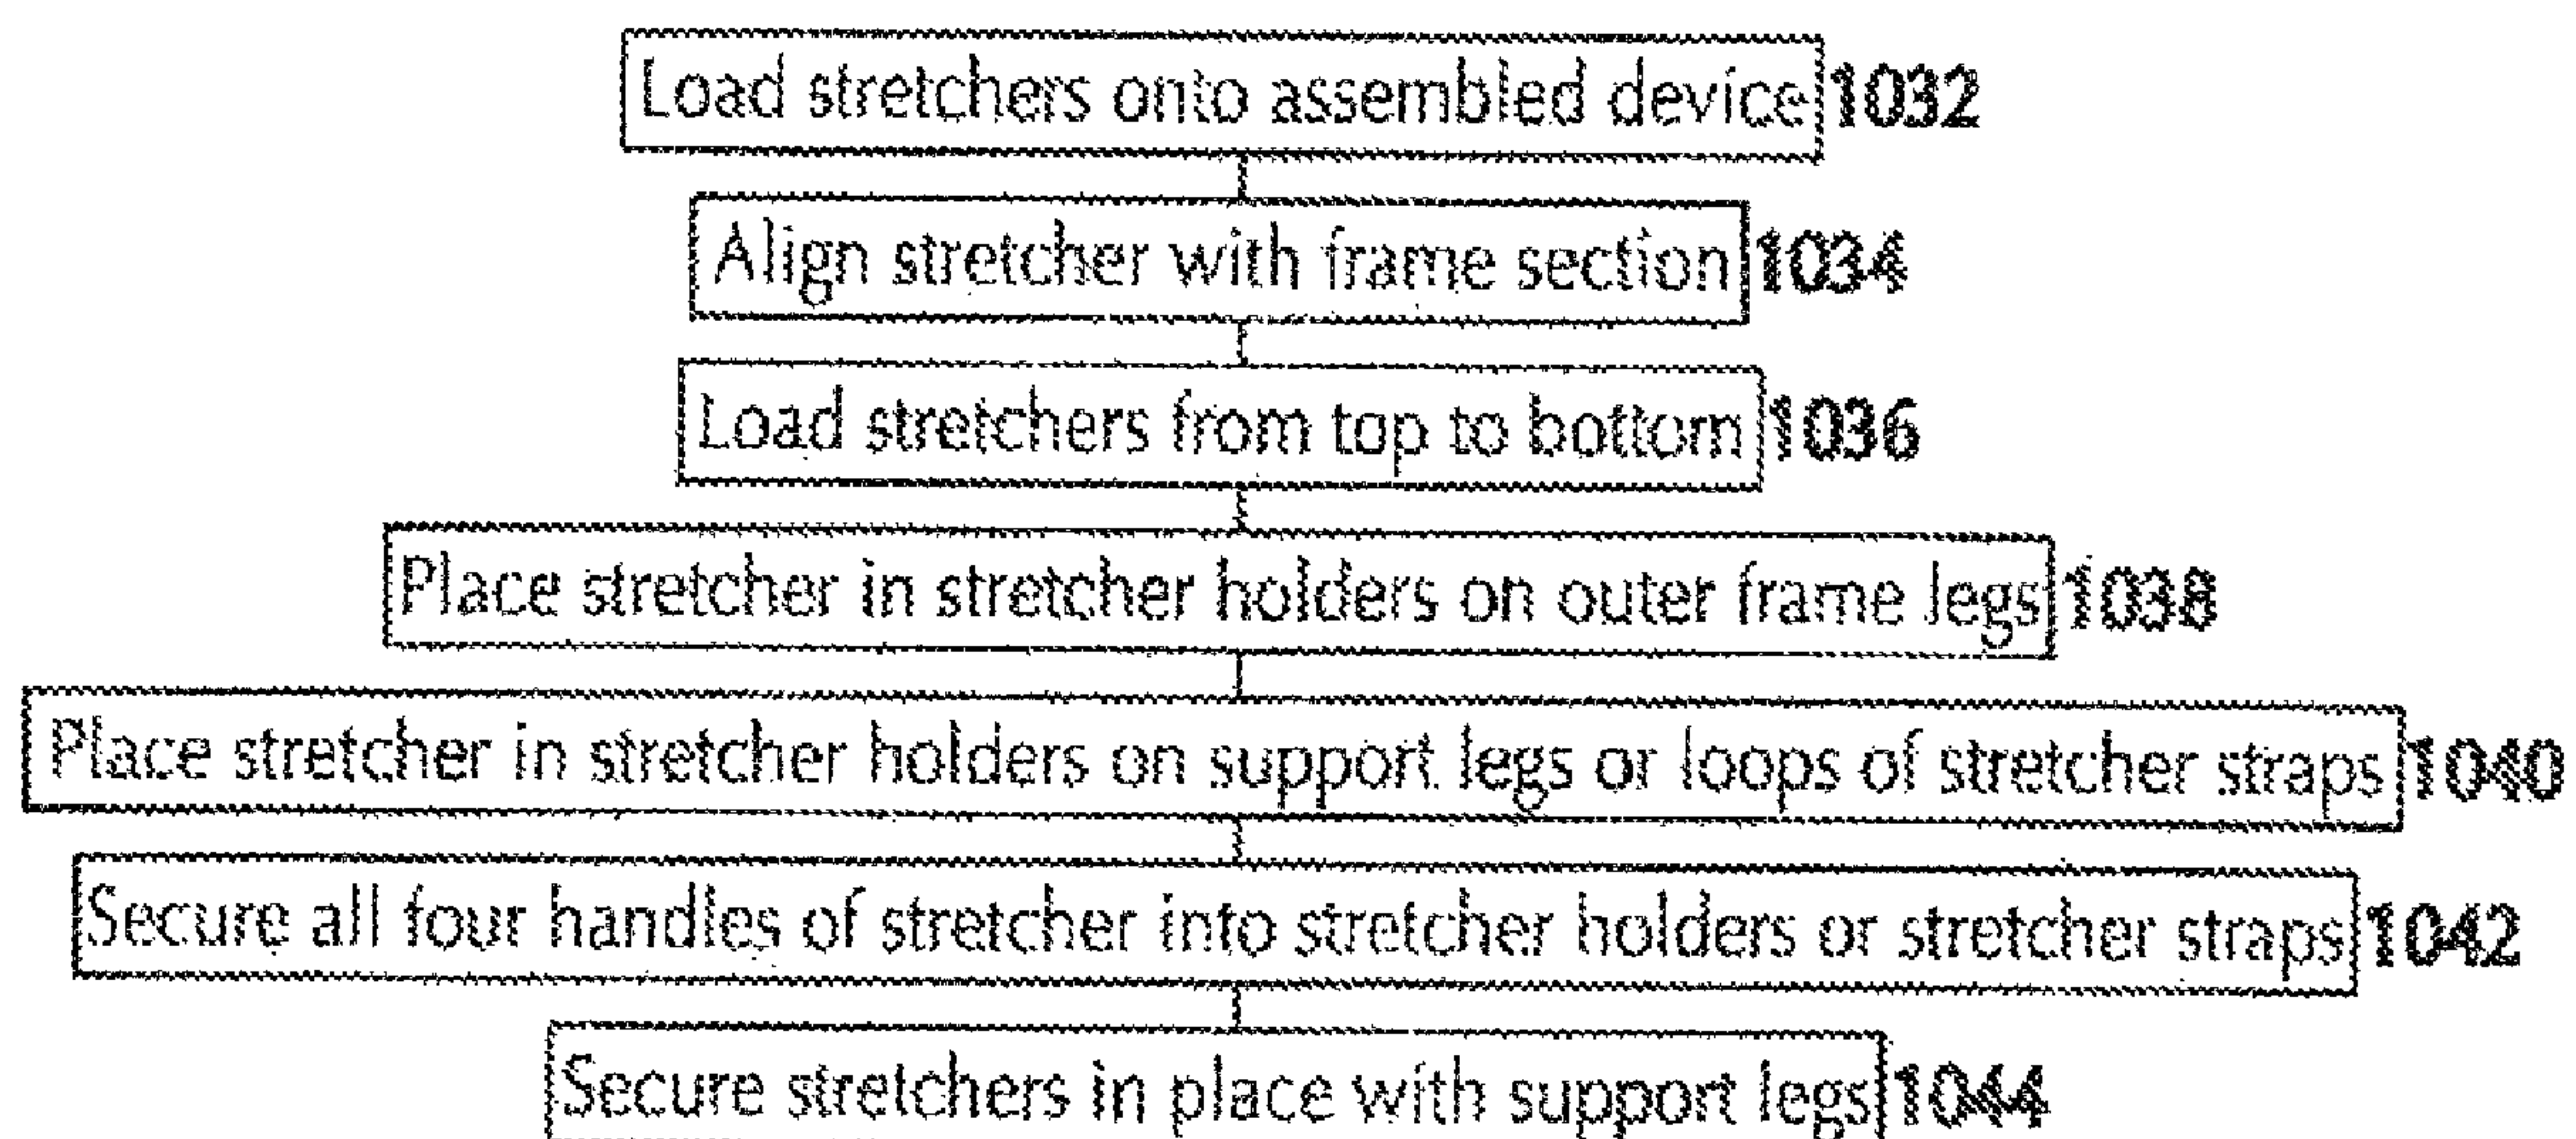 Load stretchers onto assembled device 1032
Align stretcher with frame section 1034
Load stretchers from top to bottom 1036
Place stretcher in stretcher holders on outer frame legs 1038
Place stretcher in stretcher holders on support legs or loops of stretcher straps 1040
Secure all four handles of stretcher into stretcher holders or stretcher straps 1042
Secure stretchers in place with support legs 1044